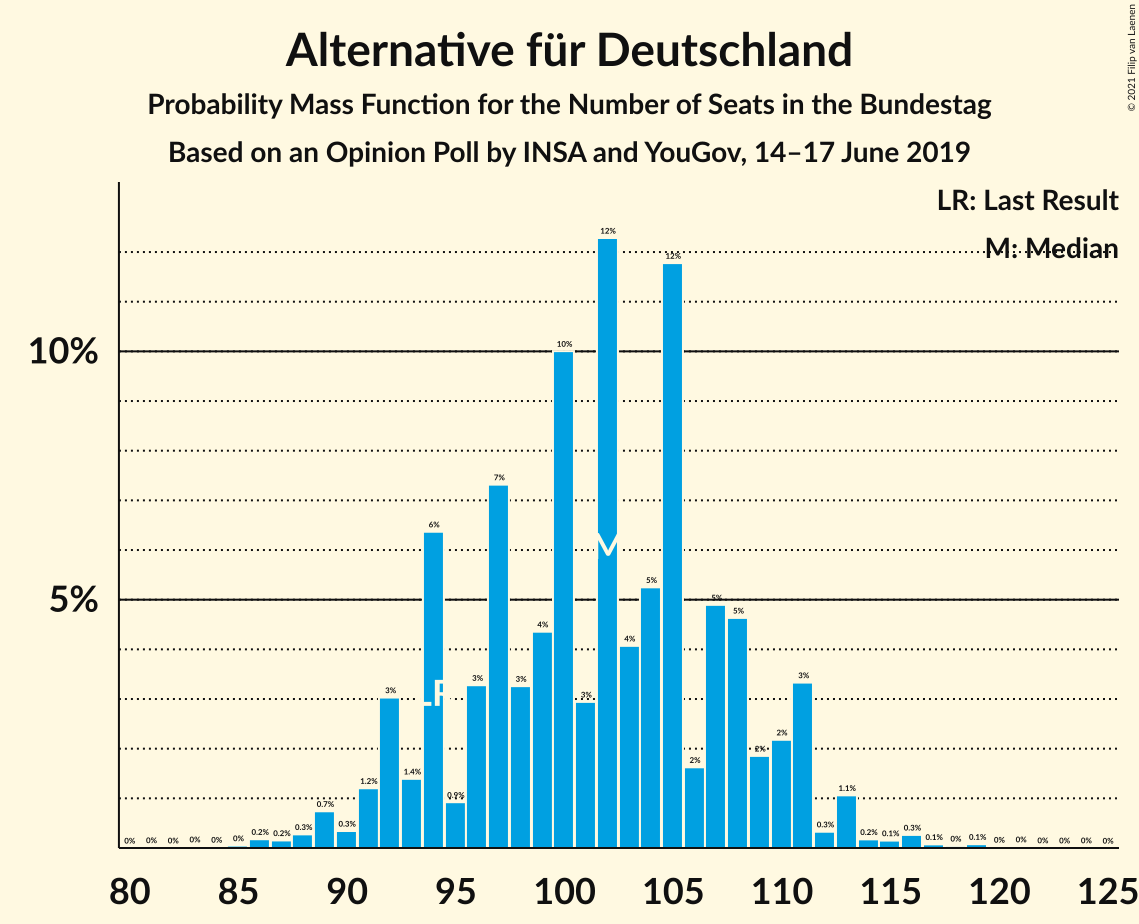 Alternative für Deutschland
Probability Mass Function for the Number of Seats in the Bundestag
Based on an Opinion Poll by INSA and YouGov, 14–17 June 2019
© 2021 Filip van Laenen
LR: Last Result
M: Median
10%
5%
0% 0% 0% 0% 0% 0% 0.2% 0.2% 0.3% 0.7% 0.3% 1.2% 3% 1.4% 6% 0.9% 3% 7% 3% 4% 10% 3% 12% 4% 5% 12% 2% 5% 5% 2% 2% 3% 0.3% 1.1% 0.2% 0.1% 0.3% 0.1% 0% 0.1% 0% 0% 0% 0% 0% 0%
LR
M
80 85 90 95 100 105 110 115 120 125